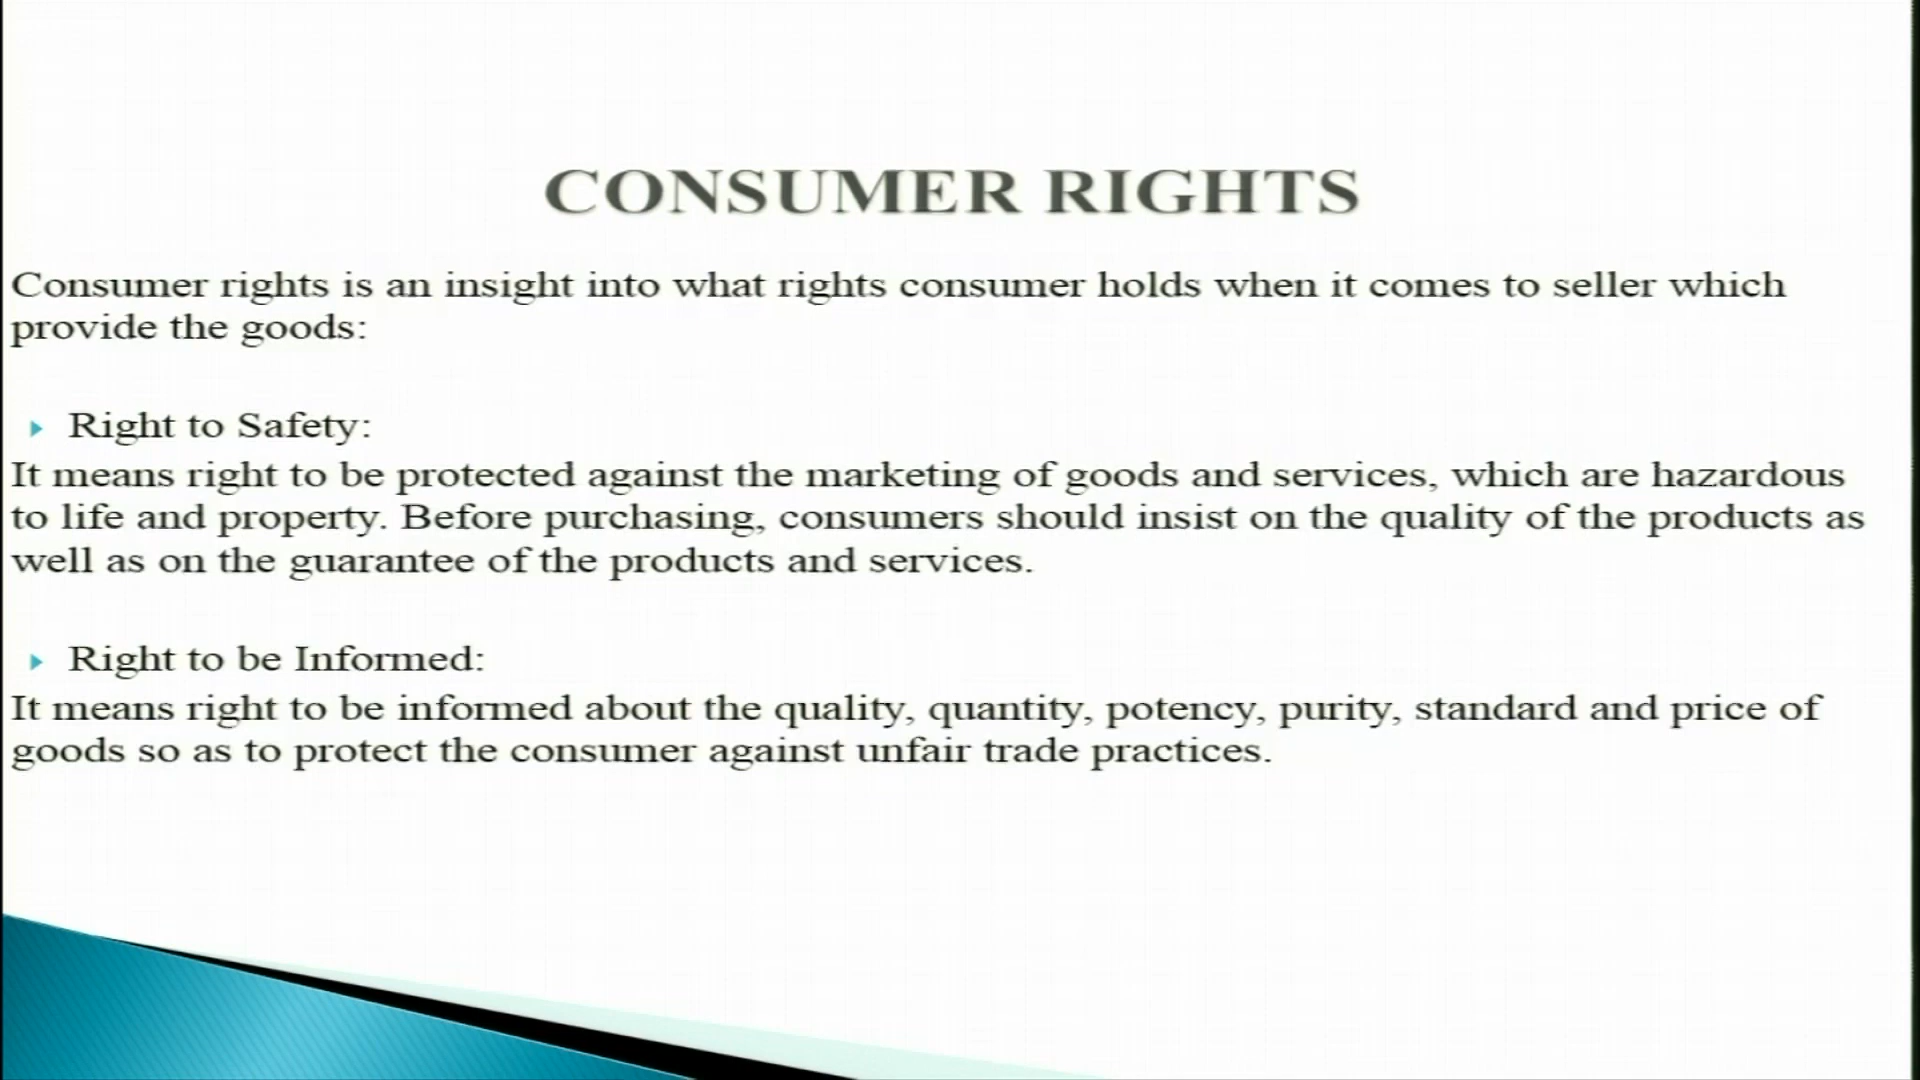 CONSUMER RIGHTS
Consumer rights is an insight into what rights consumer holds when it comes to seller which
provide the goods:
Right to Safety:
It means right to be protected against the marketing of goods and services, which are hazardous
to life and property. Before purchasing, consumers should insist on the quality of the products as
well as on the guarantee of the products and services.
Right to be Informed:
It means right to be informed about the quality, quantity, potency, purity, standard and price of
goods so as to protect the consumer against unfair trade practices.